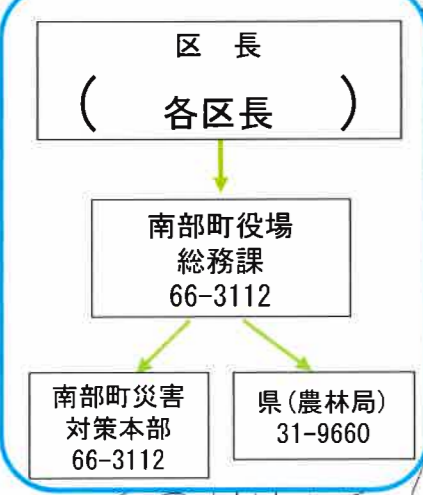 区 長
( 各区長 )
南部町役場
総務課
66-3112
南部町災害
対策本部
66-3112
県(農林局)
31-9660